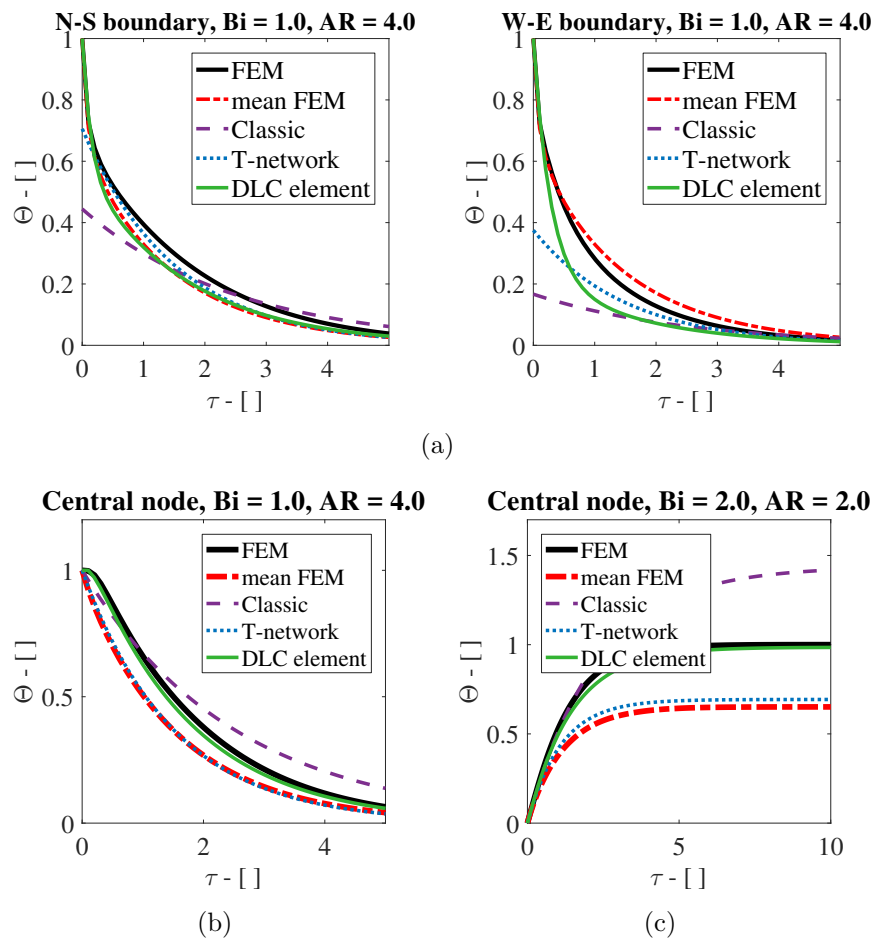 N-S boundary, Bi = 1.0, AR = 4.0
1
0.8
0.6
0.4
0.2
0
Θ - [ ]
FEM
mean FEM
Classic
T-network
DLC element
0 1 2 3 4
τ - [ ]
W-E boundary, Bi = 1.0, AR = 4.0
1
0.8
0.6
0.4
0.2
0
Θ - [ ]
FEM
mean FEM
Classic
T-network
DLC element
0 1 2 3 4
τ - [ ]
(a)
Central node, Bi = 1.0, AR = 4.0
1
0.5
0
Θ - [ ]
FEM
mean FEM
Classic
T-network
DLC element
0 2 4
τ - [ ]
(b)
Central node, Bi = 2.0, AR = 2.0
1.5
1
0.5
0
Θ - [ ]
FEM
mean FEM
Classic
T-network
DLC element
0 5 10
τ - [ ]
(c)